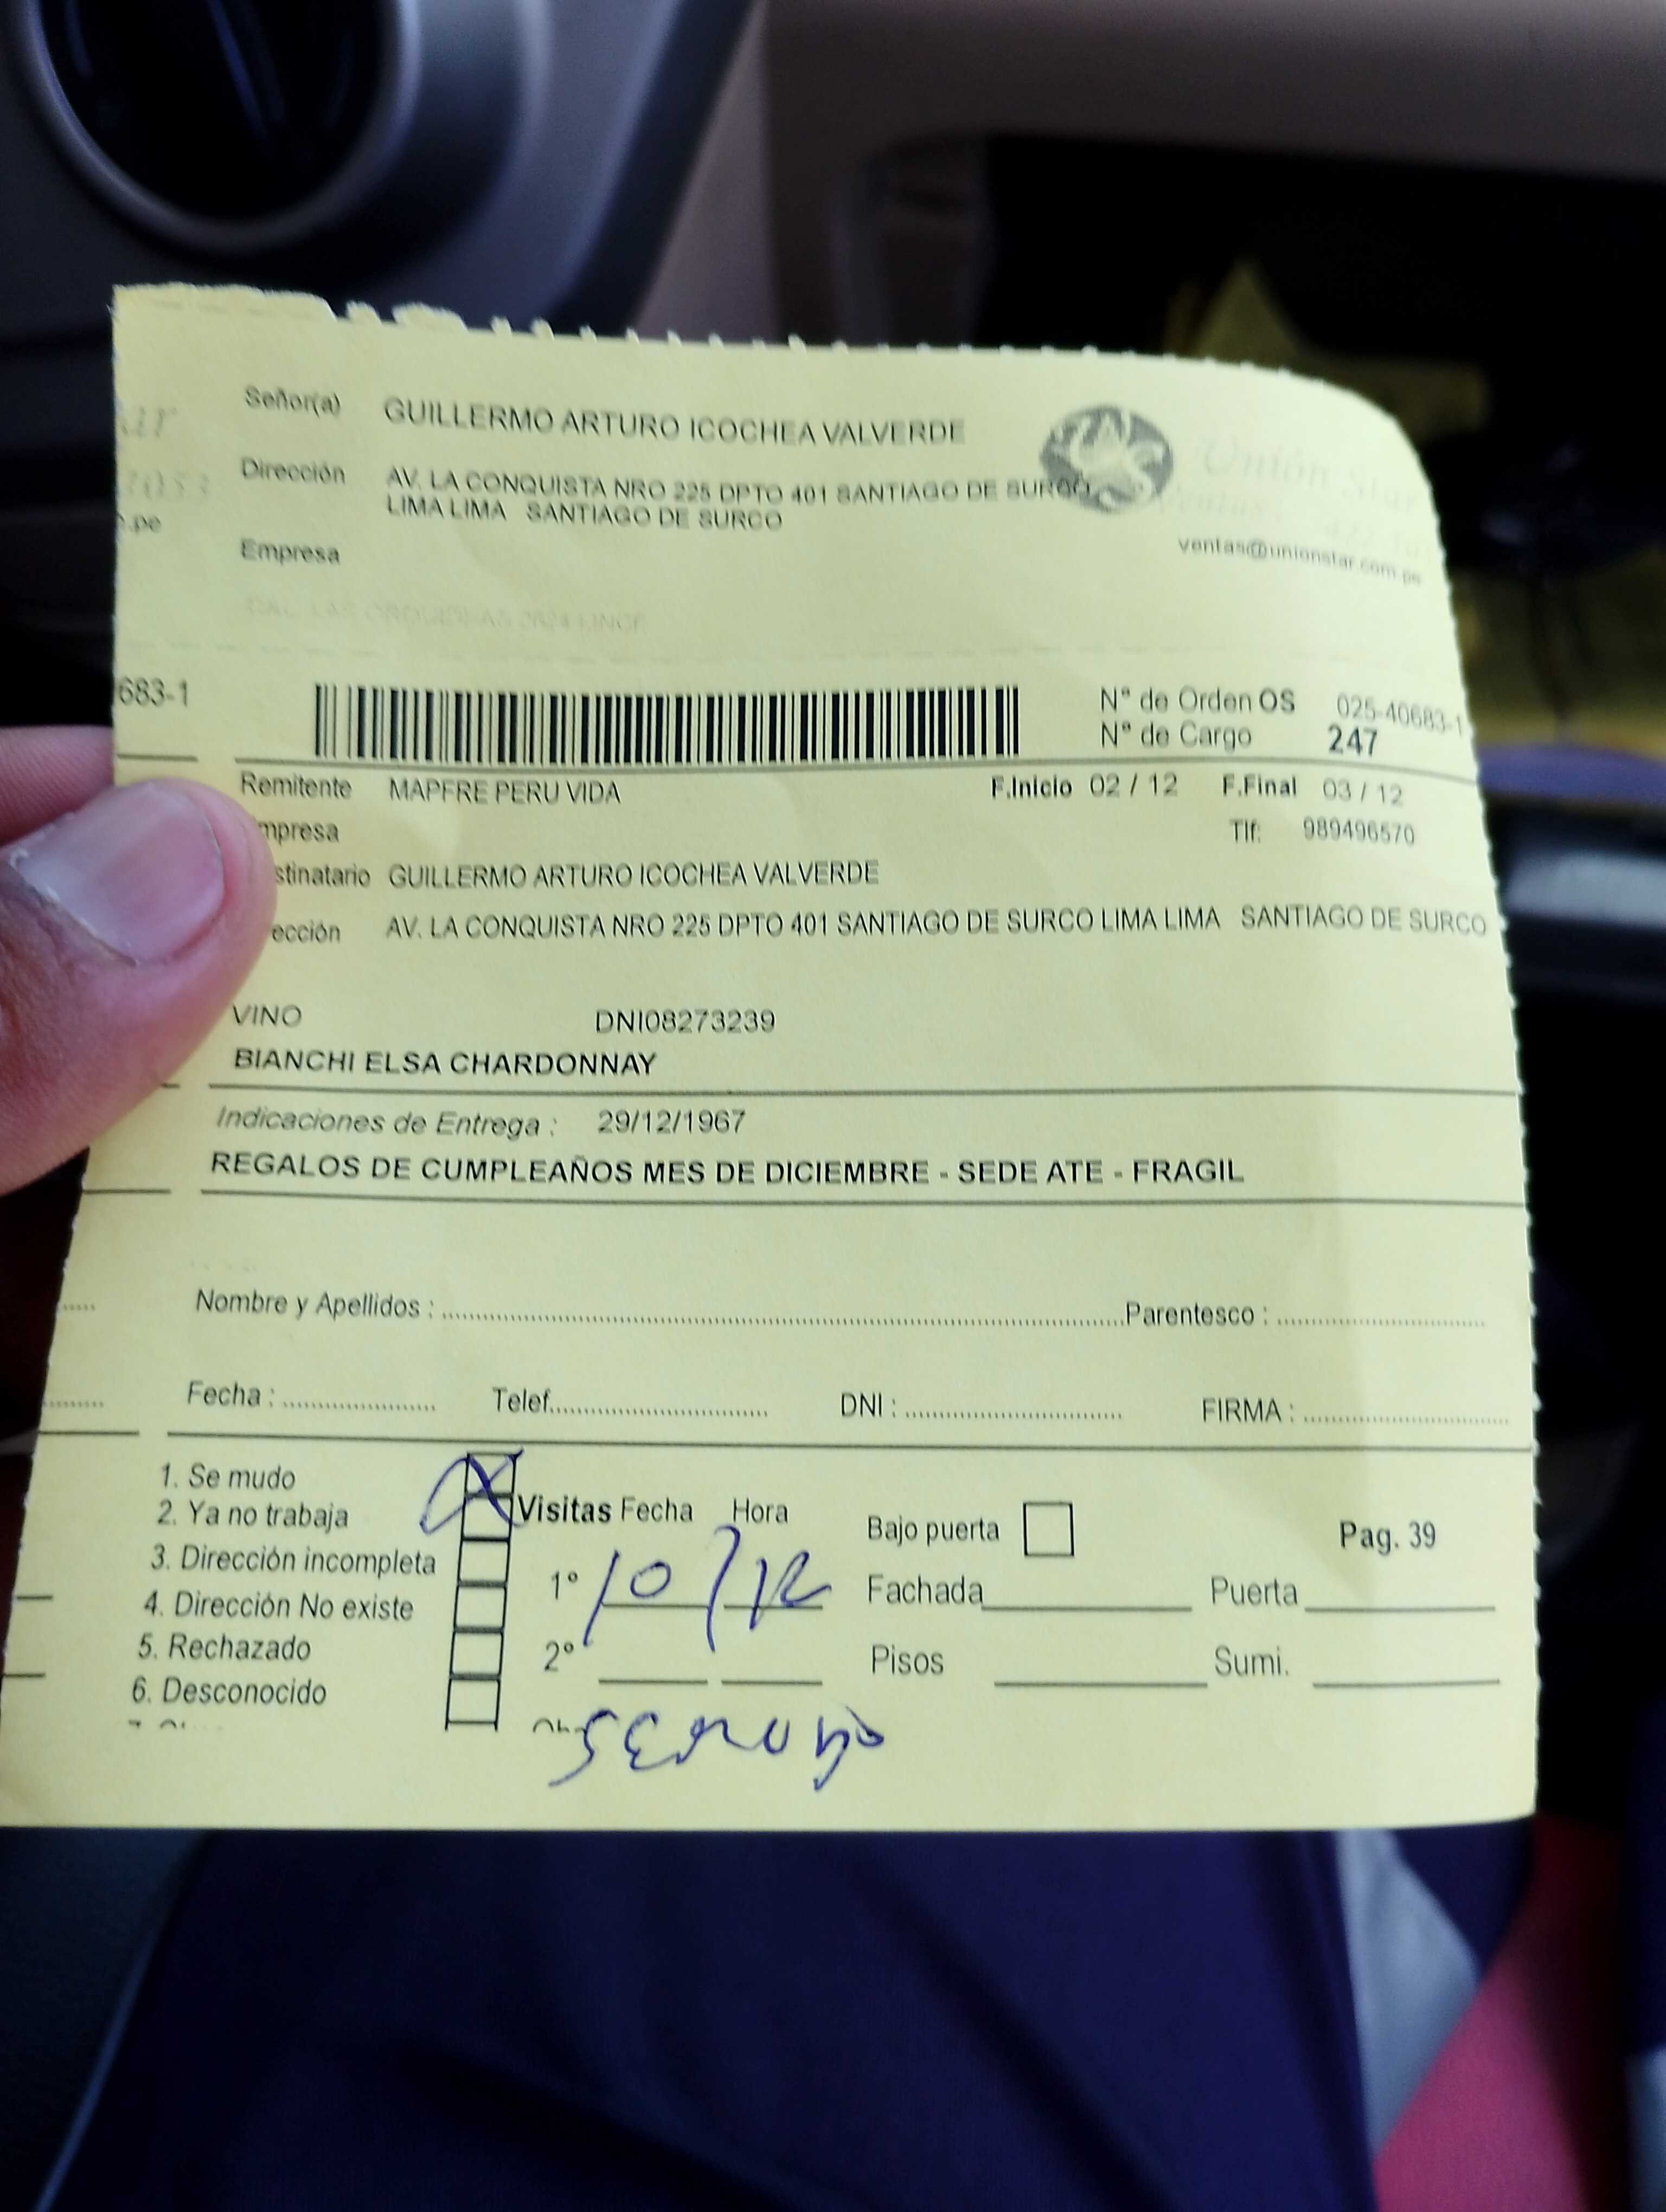 Señor(a) GUILLERMO ARTURO ICOCHEA VALVERDE
Unión Star
Dirección AV. LA CONQUISTA NRO 225 DPTO 401 SANTIAGO DE SURCO
LIMA LIMA SANTIAGO DE SURCO
.pe
ventas@unionstar.com.pe
Empresa
683-1
N° de Orden OS 025-40683-1
N° de Cargo 247
Remitente MAPFRE PERU VIDA F.Inicio 02 / 12 F.Final 03 / 12
mpresa Tlf: 989496570
stinatario GUILLERMO ARTURO ICOCHEA VALVERDE
ección AV. LA CONQUISTA NRO 225 DPTO 401 SANTIAGO DE SURCO LIMA LIMA SANTIAGO DE SURCO
VINO DNI08273239
BIANCHI ELSA CHARDONNAY
Indicaciones de Entrega : 29/12/1967
REGALOS DE CUMPLEAÑOS MES DE DICIEMBRE - SEDE ATE - FRAGIL
Nombre y Apellidos : Parentesco :
Fecha : Telef. DNI : FIRMA :
1. Se mudo
2. Ya no trabaja
Visitas Fecha Hora Bajo puerta Pag. 39
3. Dirección incompleta
1° 10/12 Fachada Puerta
4. Dirección No existe
5. Rechazado
2° Pisos Sumi.
6. Desconocido